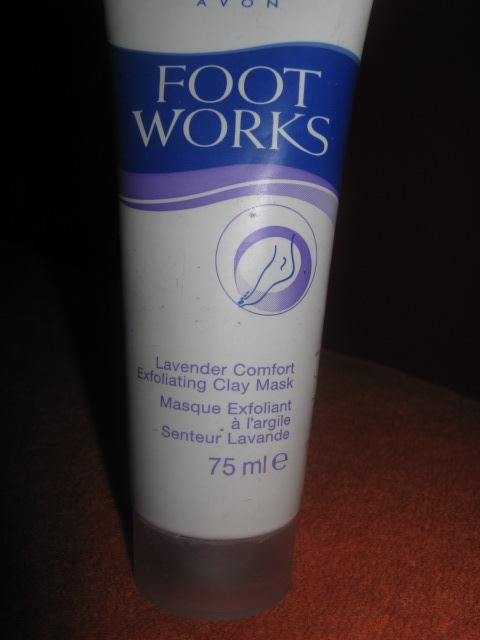 AVON
FOOT
WORKS
Lavender Comfort
Exfoliating Clay Mask
Masque Exfoliant
à l'argile
Senteur Lavande
75 ml e